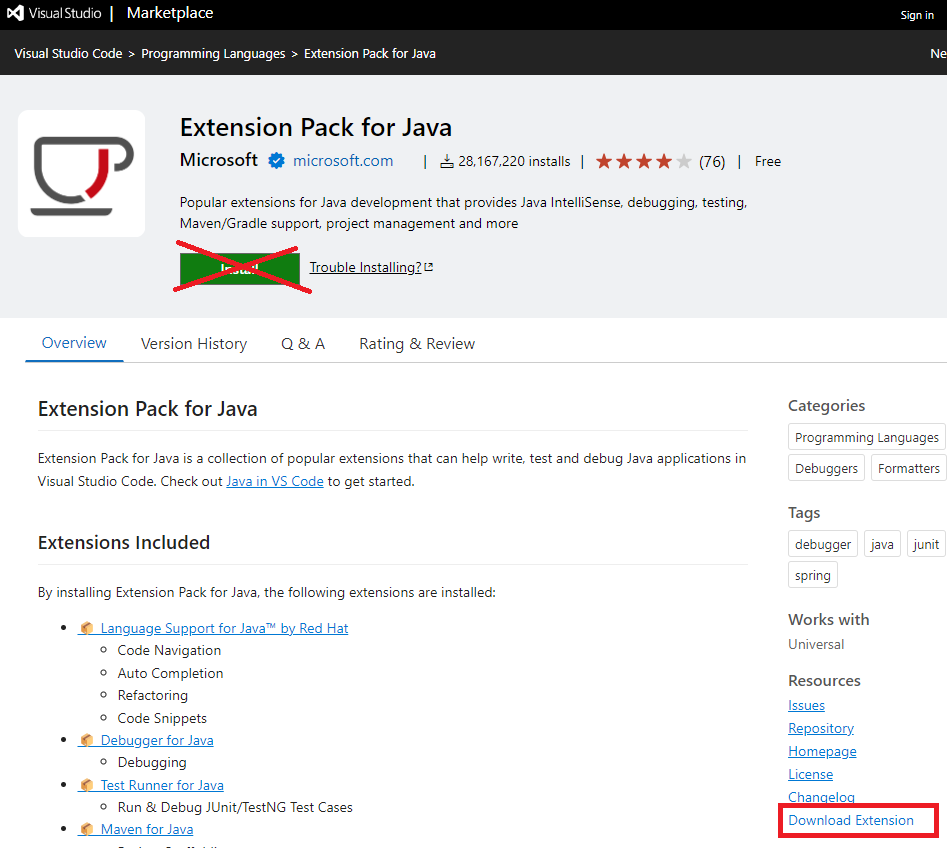 Visual Studio | Marketplace
Sign in
Visual Studio Code > Programming Languages > Extension Pack for Java
Ne
Extension Pack for Java
Microsoft microsoft.com | 28,167,220 installs | (76) | Free
Popular extensions for Java development that provides Java IntelliSense, debugging, testing,
Maven/Gradle support, project management and more
Install Trouble Installing?
Overview Version History Q & A Rating & Review
Extension Pack for Java
Extension Pack for Java is a collection of popular extensions that can help write, test and debug Java applications in
Visual Studio Code. Check out Java in VS Code to get started.
Extensions Included
By installing Extension Pack for Java, the following extensions are installed:
• Language Support for Java™ by Red Hat
Code Navigation
Auto Completion
Refactoring
Code Snippets
• Debugger for Java
Debugging
• Test Runner for Java
Run & Debug JUnit/TestNG Test Cases
• Maven for Java
Categories
Programming Languages
Debuggers Formatters
Tags
debugger java junit
spring
Works with
Universal
Resources
Issues
Repository
Homepage
License
Changelog
Download Extension